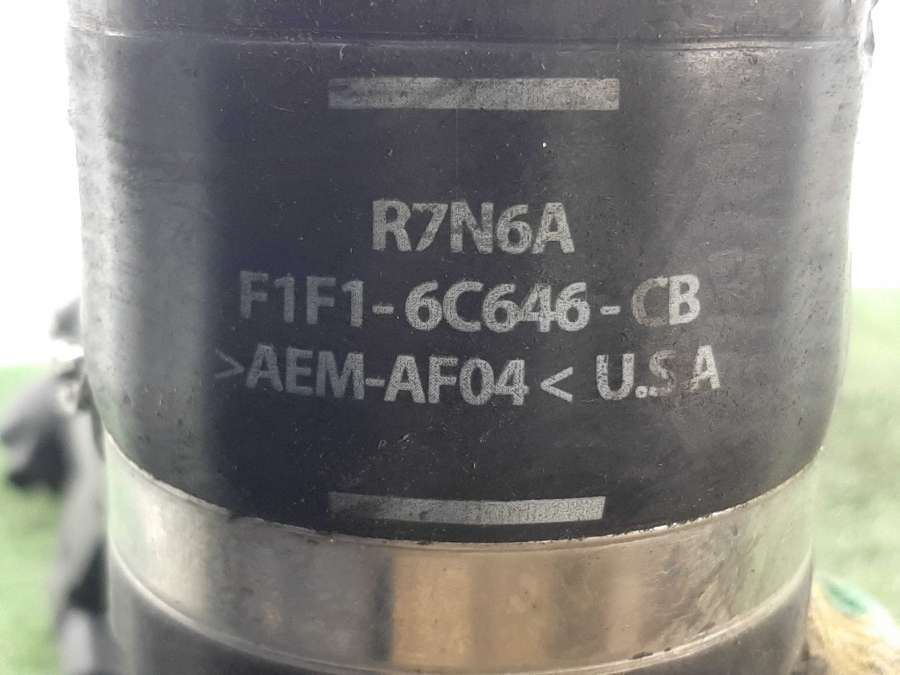 R7N6A
F1F1-6C646-CB
>AEM-AF04< U.S A